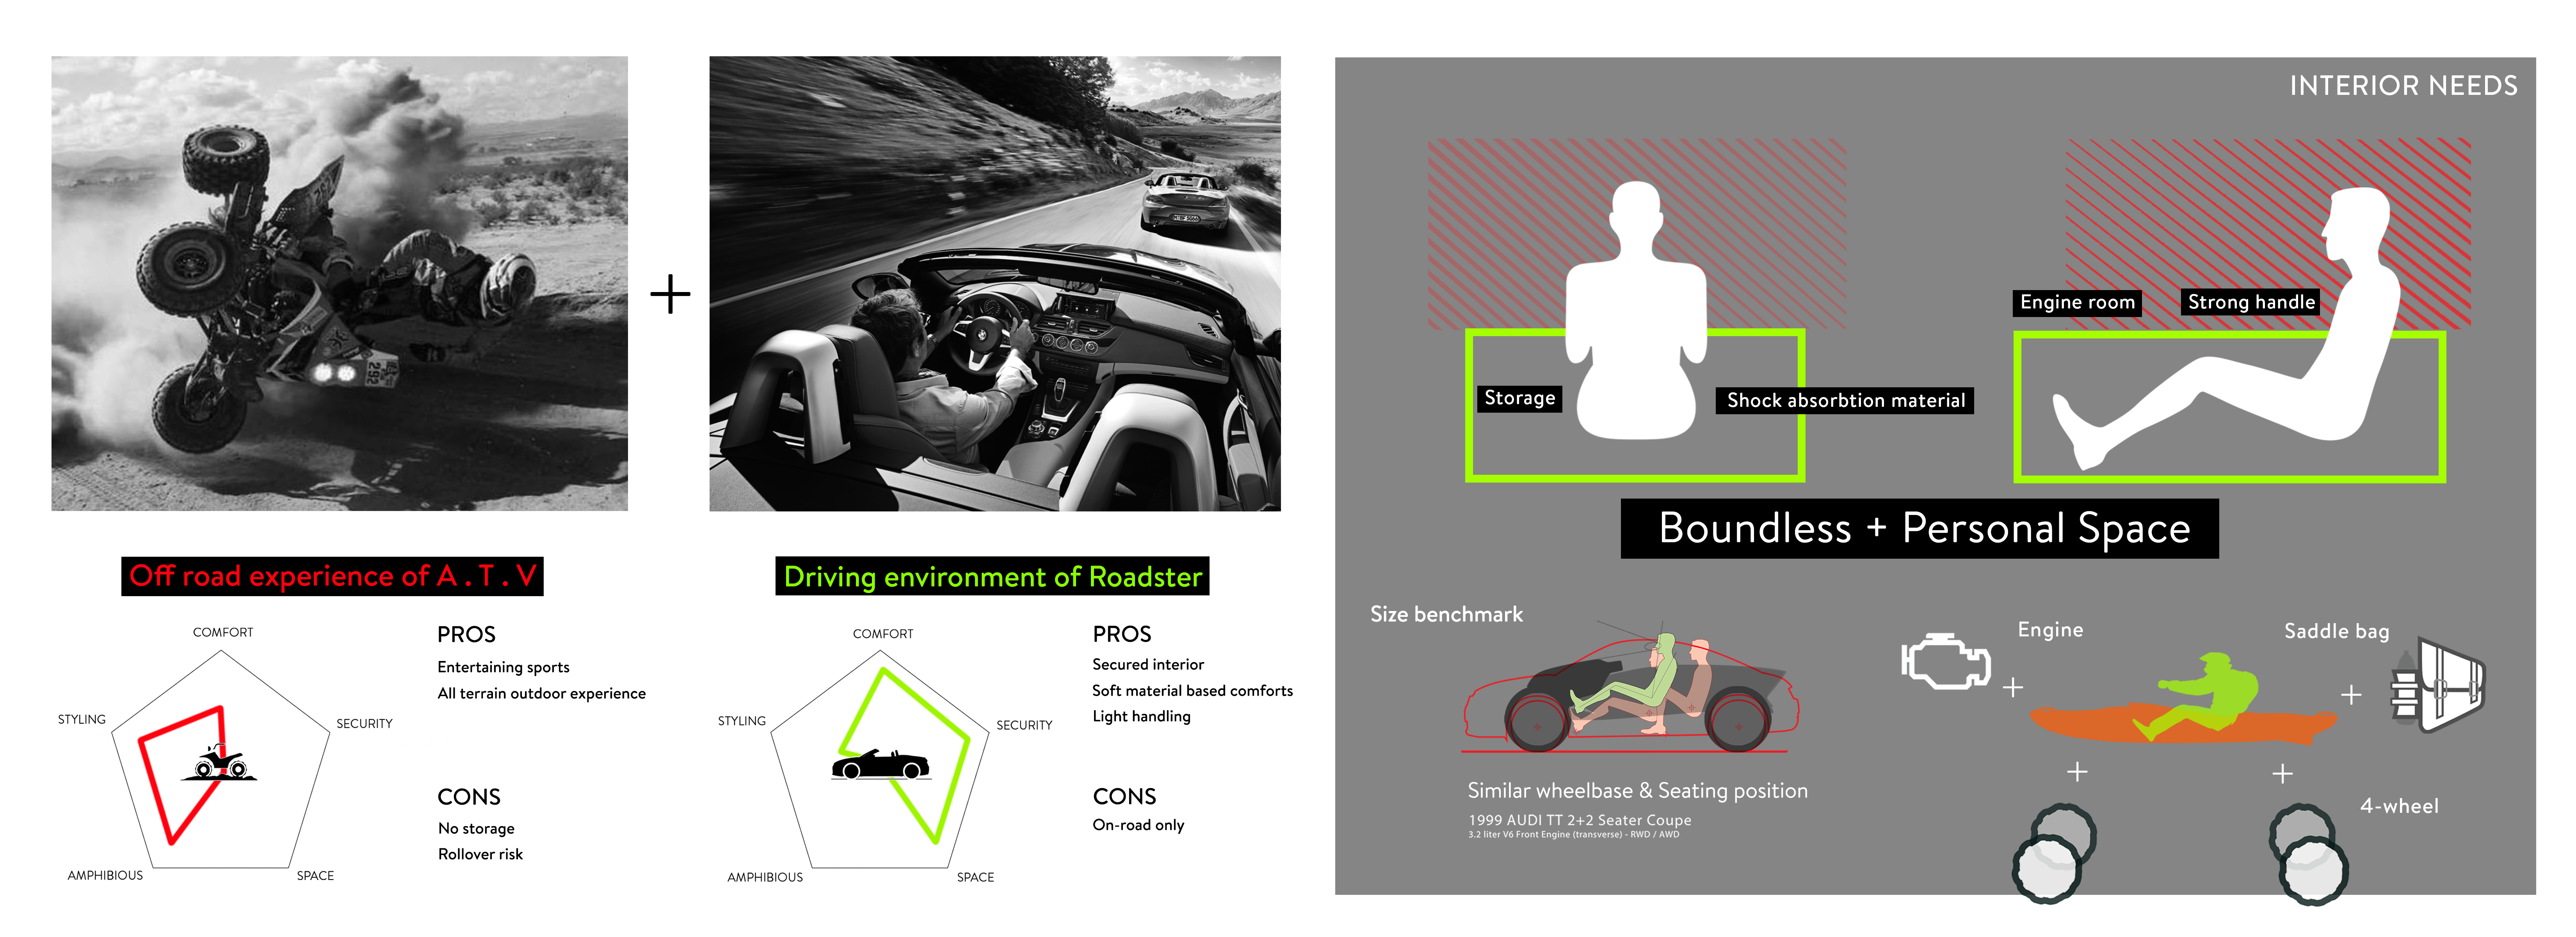 Off road experience of A . T . V
COMFORT
STYLING
SECURITY
AMPHIBIOUS
SPACE
PROS
Entertaining sports
All terrain outdoor experience
CONS
No storage
Rollover risk
Driving environment of Roadster
COMFORT
STYLING
SECURITY
AMPHIBIOUS
SPACE
PROS
Secured interior
Soft material based comforts
Light handling
CONS
On-road only
INTERIOR NEEDS
Storage
Shock absorbtion material
Engine room
Strong handle
Boundless + Personal Space
Size benchmark
Similar wheelbase & Seating position
1999 AUDI TT 2+2 Seater Coupe
3.2 liter V6 Front Engine (transverse) - RWD / AWD
Engine
Saddle bag
4-wheel